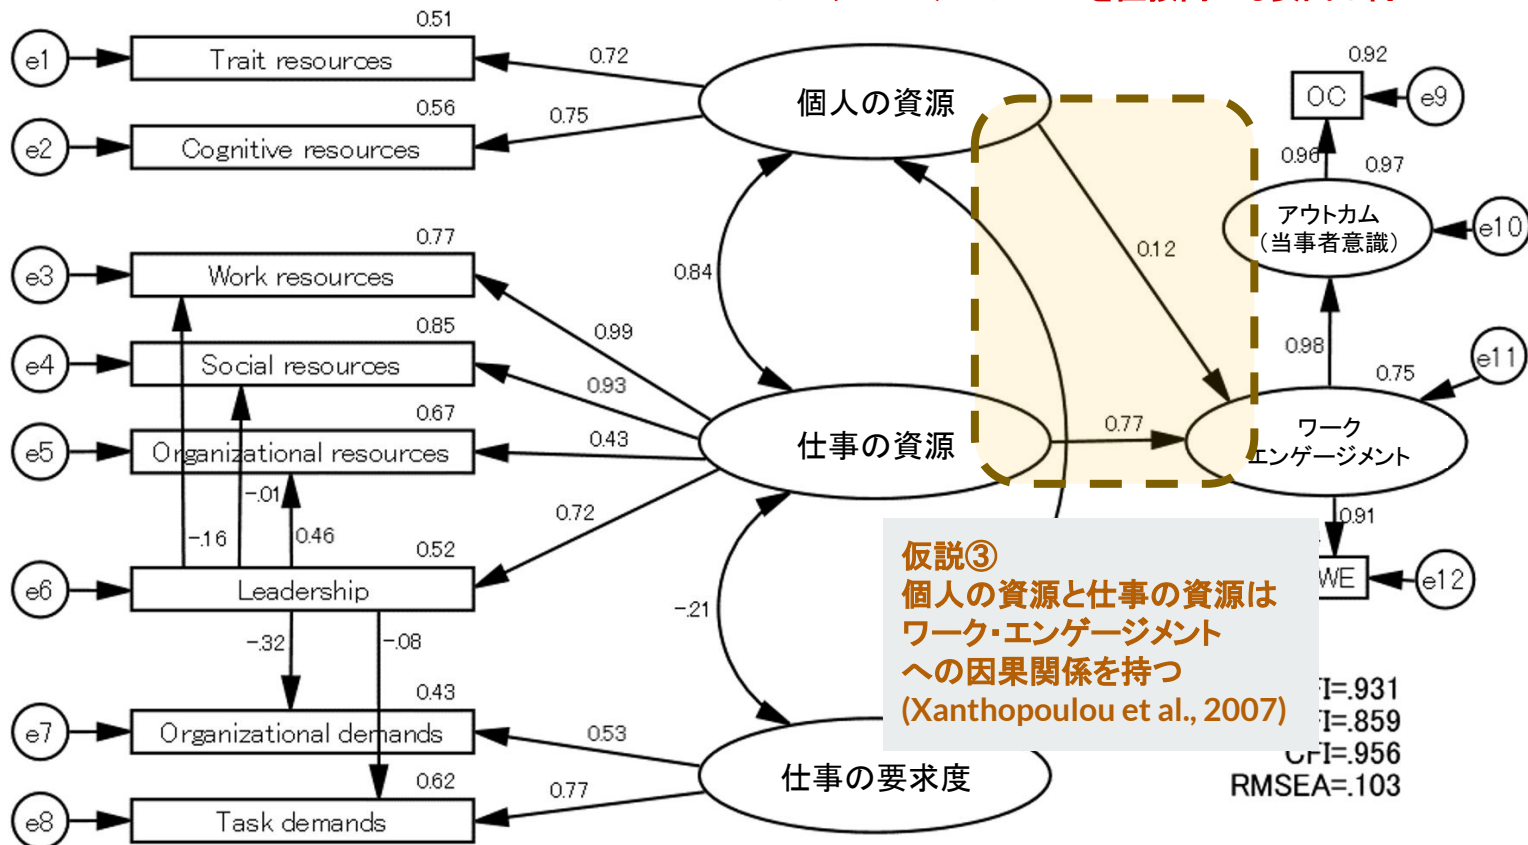 0.51
e1
Trait resources
0.72
0.56
e2
Cognitive resources
0.75
個人の資源
0.92
OC
e9
0.96
0.97
アウトカム
（当事者意識）
e10
0.77
e3
Work resources
0.84
0.12
0.99
0.85
e4
Social resources
0.93
0.98
e11
0.75
0.67
e5
Organizational resources
0.43
仕事の資源
0.77
ワーク
エンゲージメント
-.01
-.16
0.46
0.72
0.91
0.52
e6
Leadership
WE
e12
-.32
-.08
-.21
仮説③
個人の資源と仕事の資源は
ワーク・エンゲージメント
への因果関係を持つ
(Xanthopoulou et al., 2007)
0.43
e7
Organizational demands
0.53
0.62
e8
Task demands
0.77
仕事の要求度
FI=.931
FI=.859
CFI=.956
RMSEA=.103